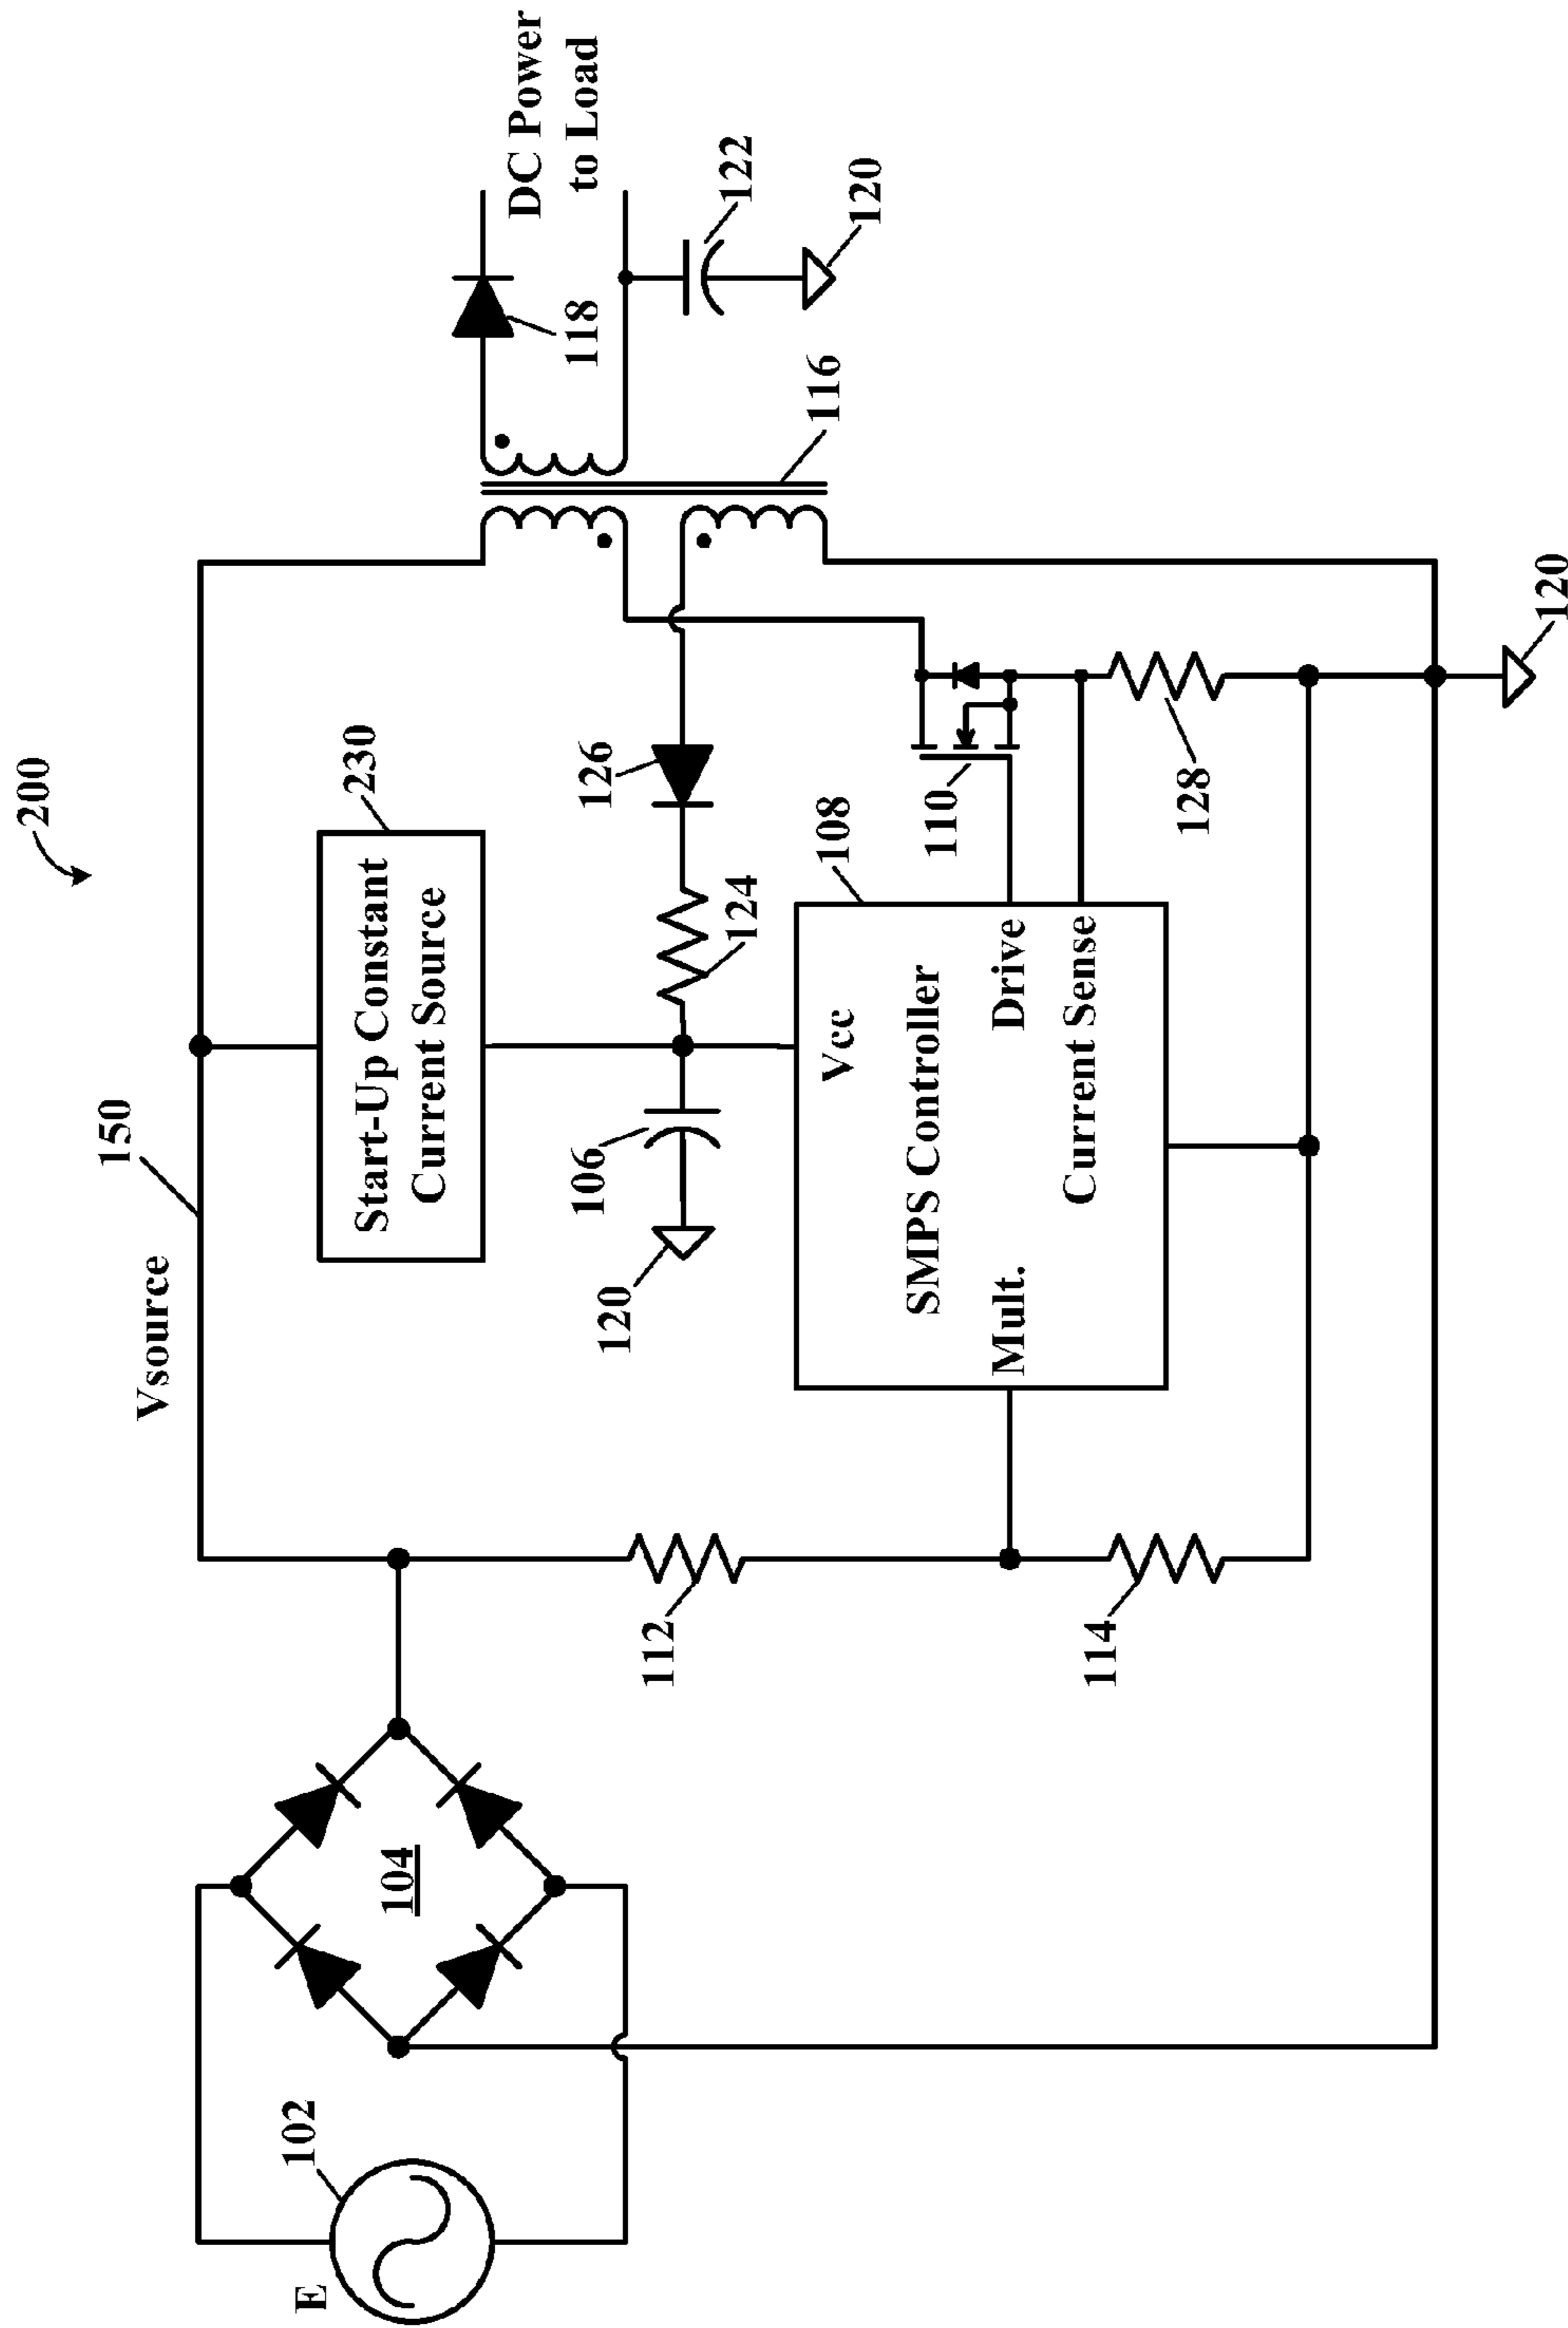 200
150
Vsource
230
Start-Up Constant
Current Source
DC Power
to Load
118
122
120
116
126
124
106
120
108
Vcc
SMPS Controller
Mult.
Drive
Current Sense
110
128
112
114
104
102
E
120